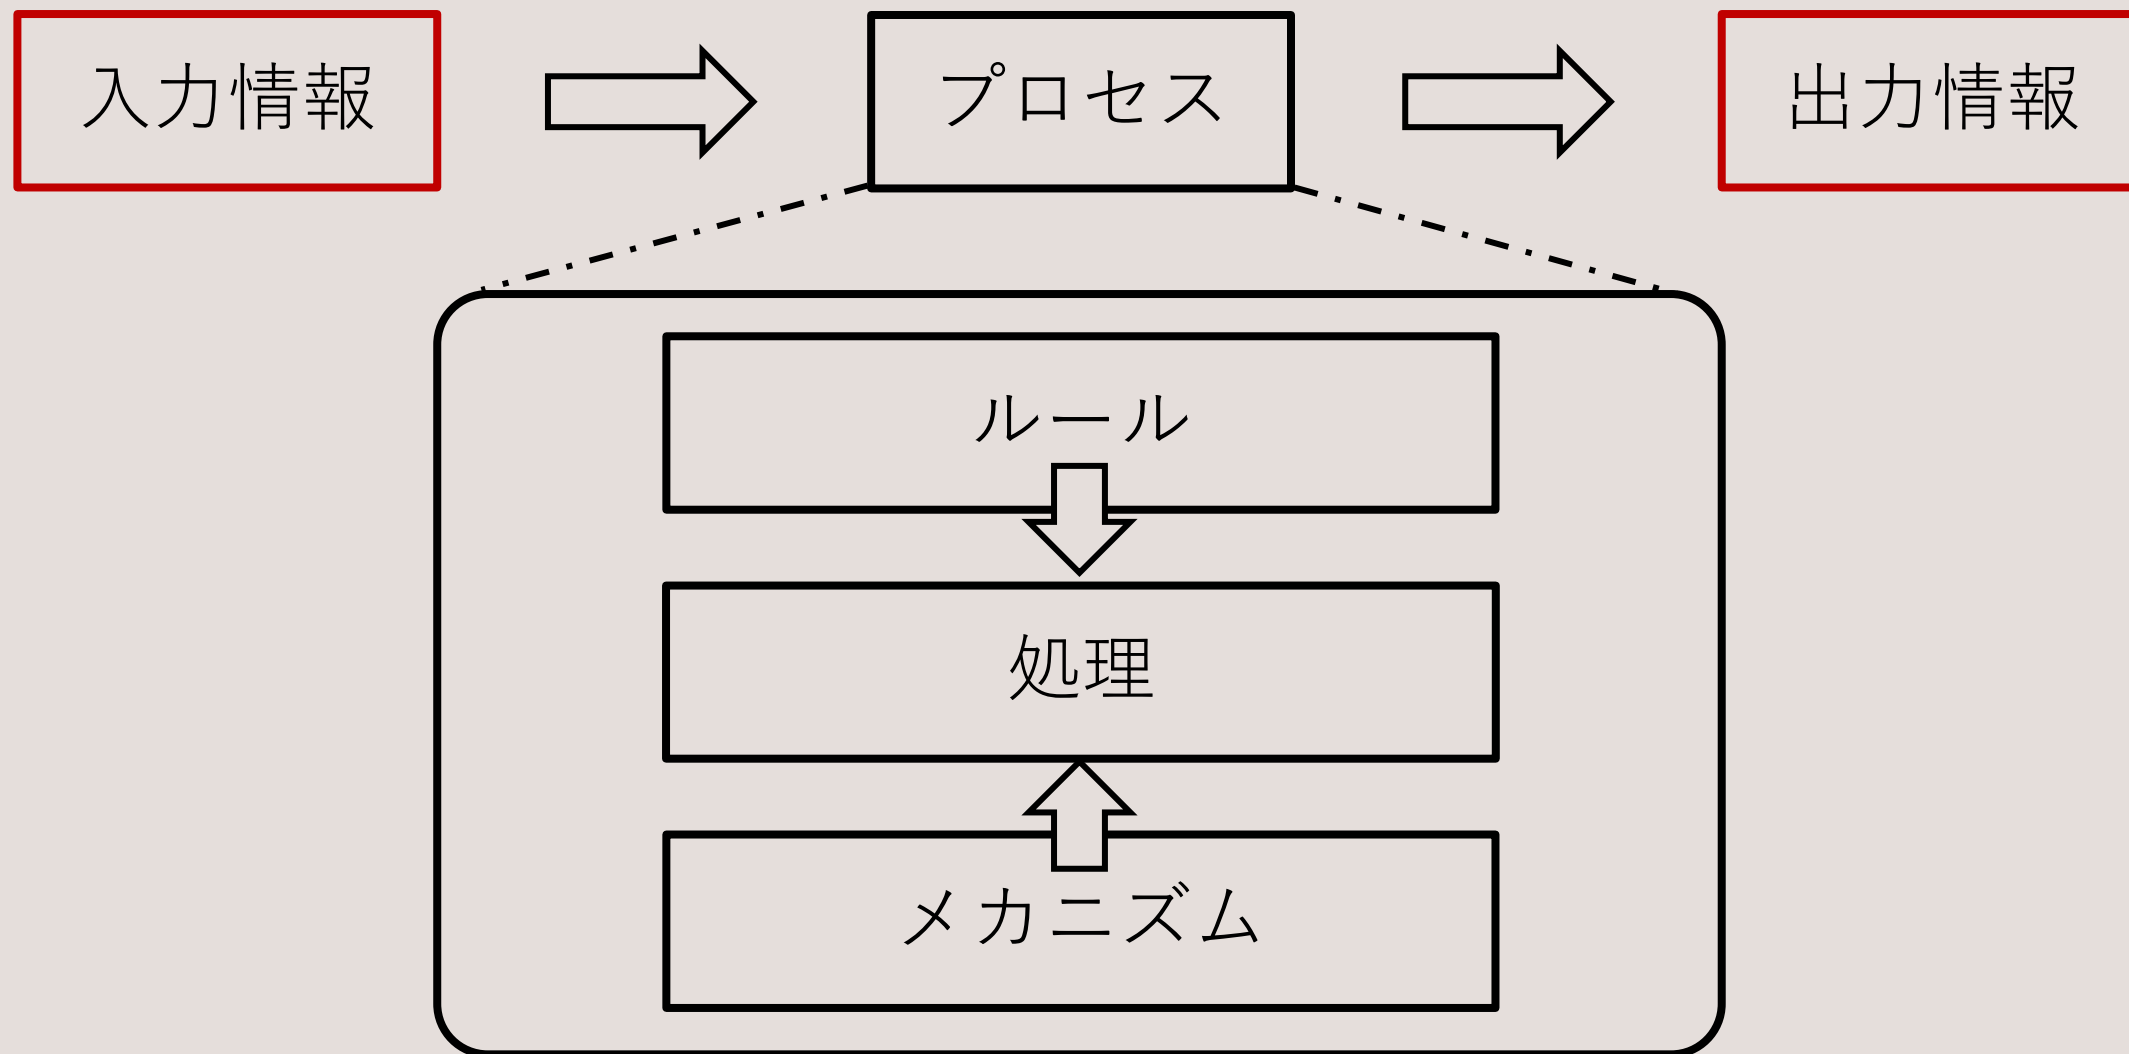 入力情報
プロセス
出力情報
ルール
処理
メカニズム